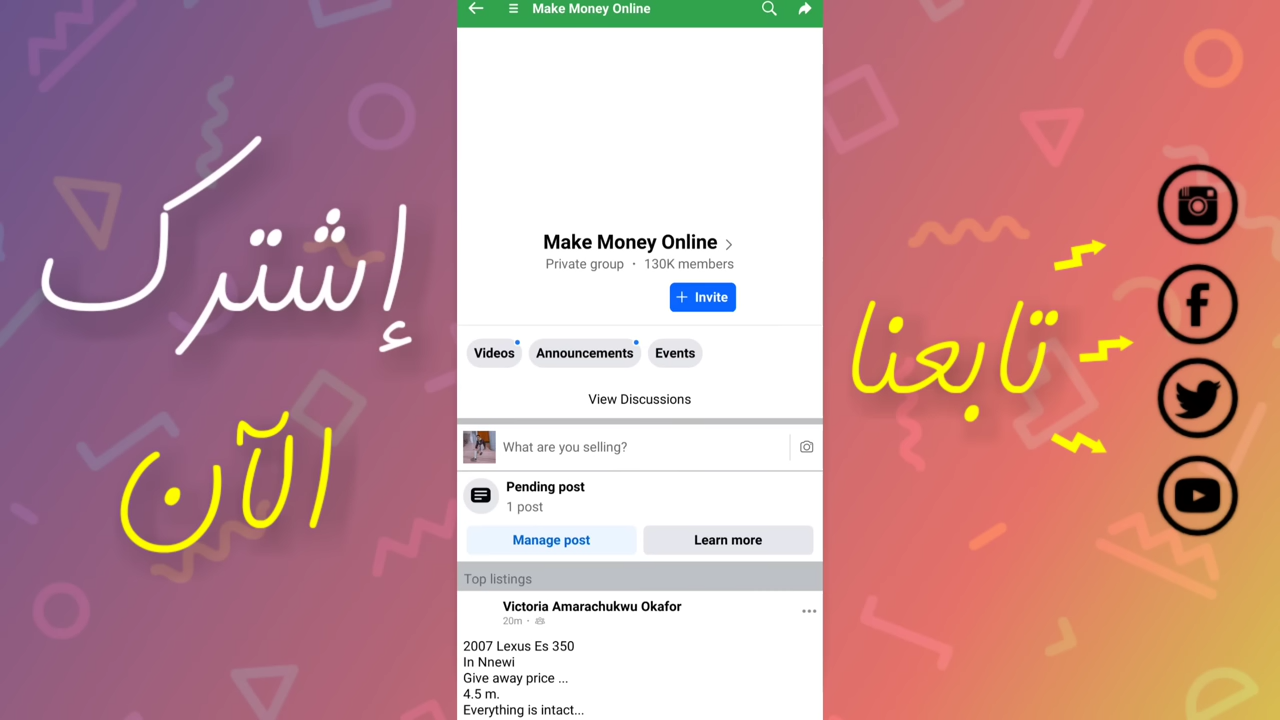 إشترك
الآن
Make Money Online
Make Money Online
Private group · 130K members
+ Invite
Videos
Announcements
Events
View Discussions
What are you selling?
Pending post
1 post
Manage post
Learn more
Top listings
Victoria Amarachukwu Okafor
20m ·
2007 Lexus Es 350
In Nnewi
Give away price ...
4.5 m.
Everything is intact...
تابعنا